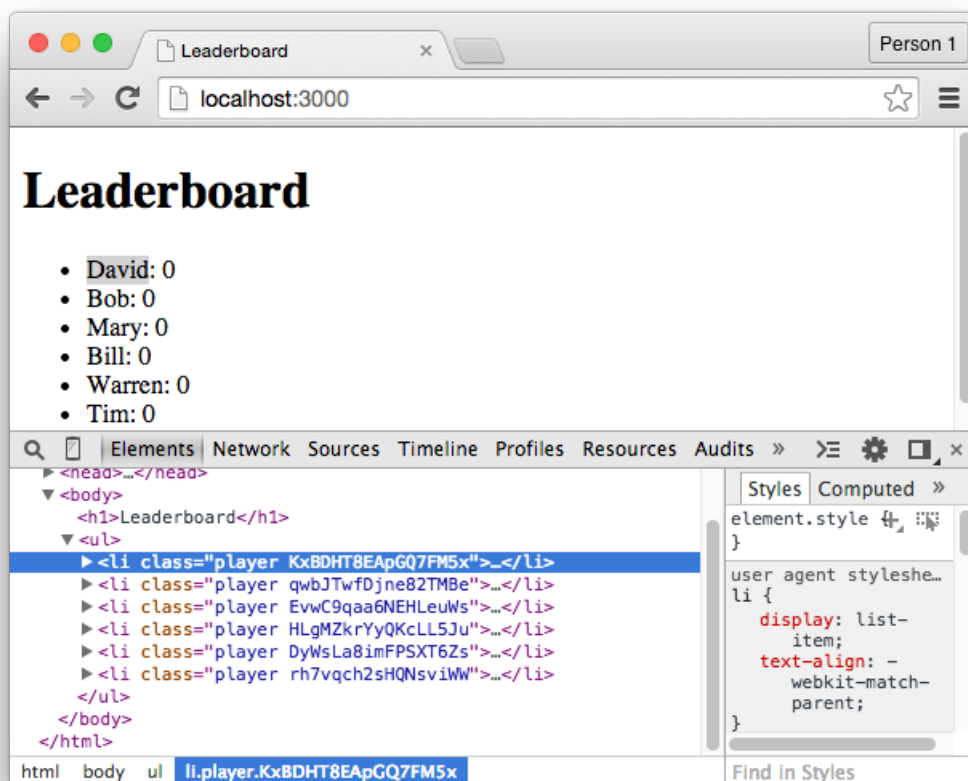 Leaderboard
Person 1
localhost:3000
Leaderboard
David: 0
Bob: 0
Mary: 0
Bill: 0
Warren: 0
Tim: 0
Elements Network Sources Timeline Profiles Resources Audits »
▶<head>…</head>
▼<body>
<h1>Leaderboard</h1>
▼<ul>
▶<li class="player KxBDHT8EApGQ7FM5x">…</li>
▶<li class="player qwbJTwfDjne82TMBe">…</li>
▶<li class="player EvwC9qaa6NEHLeuWs">…</li>
▶<li class="player HLgMZkrYyQKcLL5Ju">…</li>
▶<li class="player DyWsLa8imFPSXT6Zs">…</li>
▶<li class="player rh7vqch2sHQNsviWW">…</li>
</ul>
</body>
</html>
html body ul li.player.KxBDHT8EApGQ7FM5x
Styles Computed »
element.style {
}
user agent styleshe…
li {
display: list-
item;
text-align: -
webkit-match-
parent;
}
Find in Styles